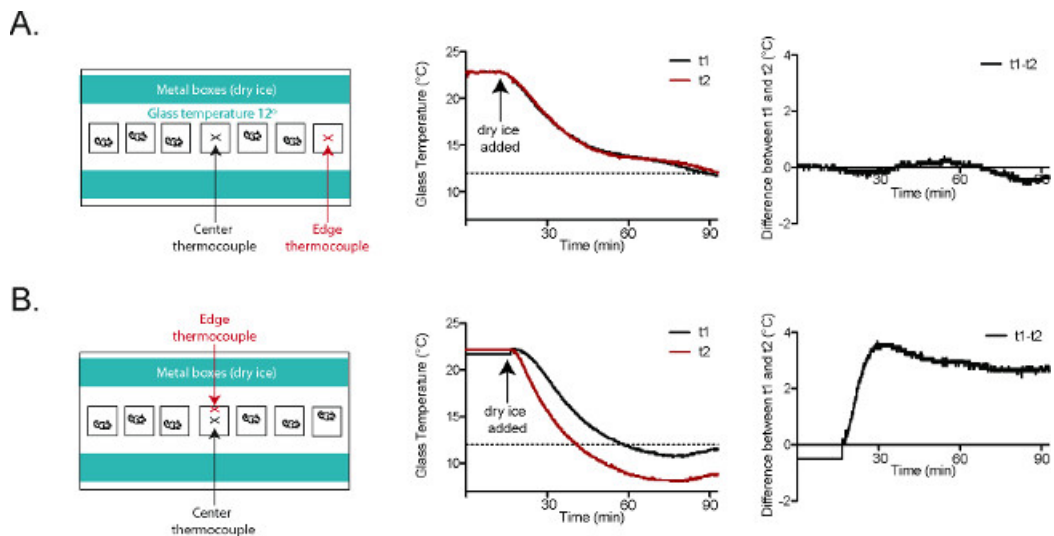 A.
Metal boxes (dry ice)
Glass temperature 12°
Center
thermocouple
Edge
thermocouple
Glass Temperature (°C)
25
20
15
10
t1
t2
dry ice
added
30
60
90
Time (min)
Difference between t1 and t2 (°C)
4
2
0
-2
t1-t2
30
60
90
Time (min)
B.
Edge
thermocouple
Metal boxes (dry ice)
Center
thermocouple
Glass Temperature (°C)
25
20
15
10
t1
t2
dry ice
added
30
60
90
Time (min)
Difference between t1 and t2 (°C)
4
2
0
-2
t1-t2
30
60
90
Time (min)